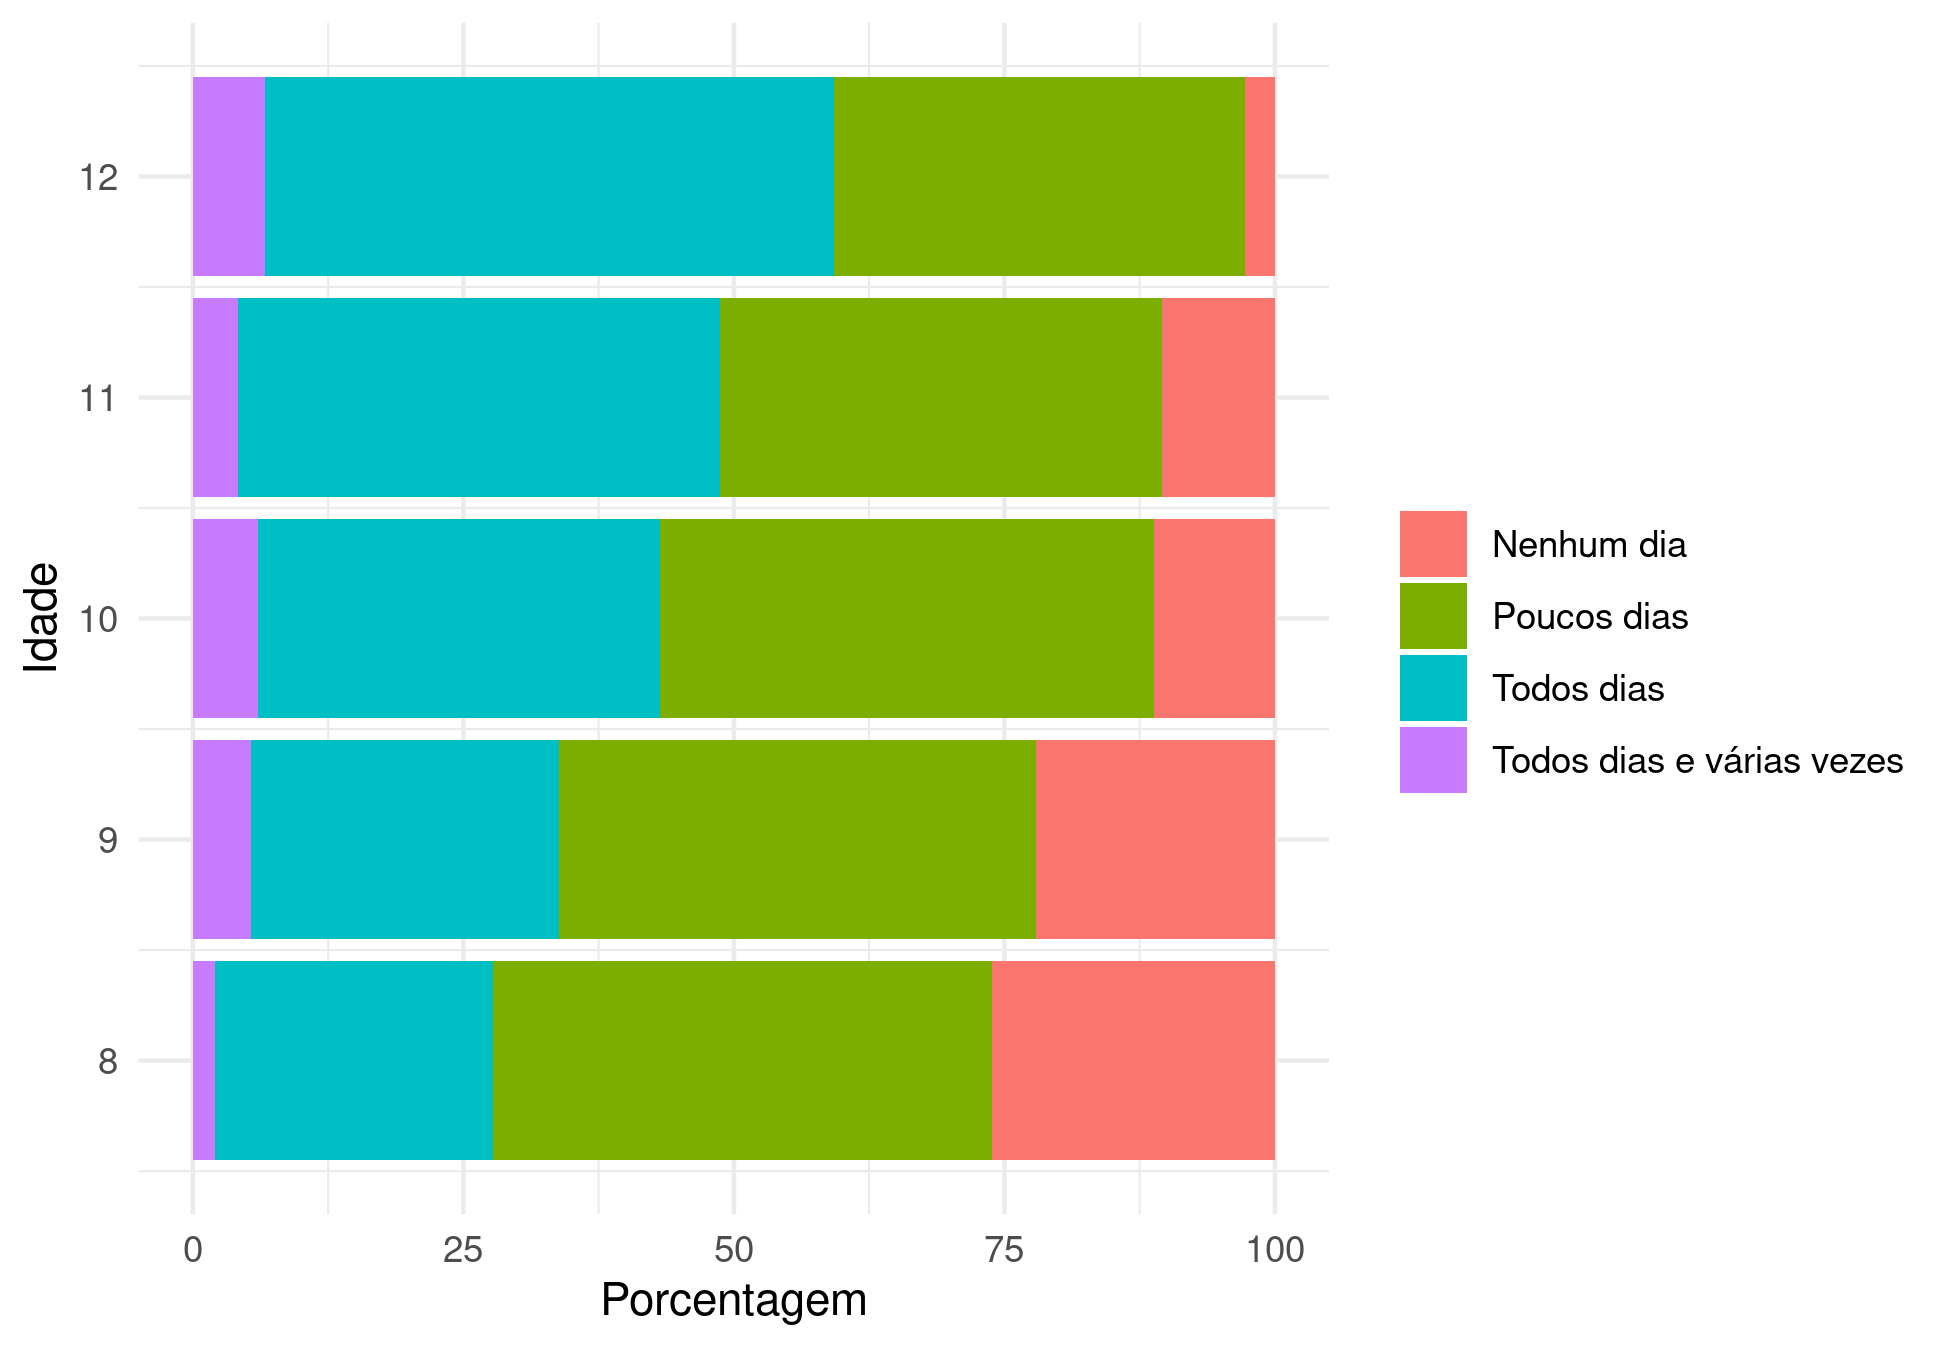 12
11
10
9
8
Idade
0 25 50 75 100
Porcentagem
Nenhum dia
Poucos dias
Todos dias
Todos dias e várias vezes